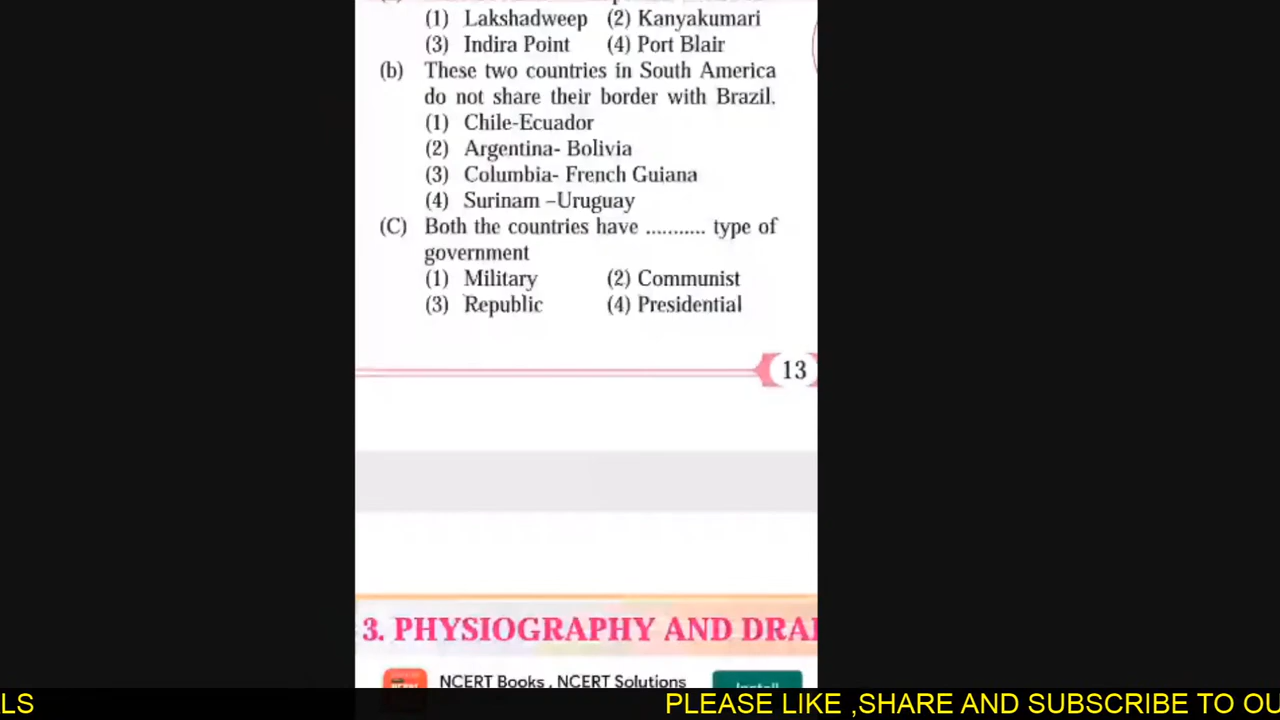 (1) Lakshadweep (2) Kanyakumari
(3) Indira Point (4) Port Blair
(b) These two countries in South America
do not share their border with Brazil.
(1) Chile-Ecuador
(2) Argentina- Bolivia
(3) Columbia- French Guiana
(4) Surinam –Uruguay
(C) Both the countries have ........... type of
government
(1) Military (2) Communist
(3) Republic (4) Presidential
13
3. PHYSIOGRAPHY AND DRAI
NCERT Books , NCERT Solutions
Install
LS PLEASE LIKE ,SHARE AND SUBSCRIBE TO OU